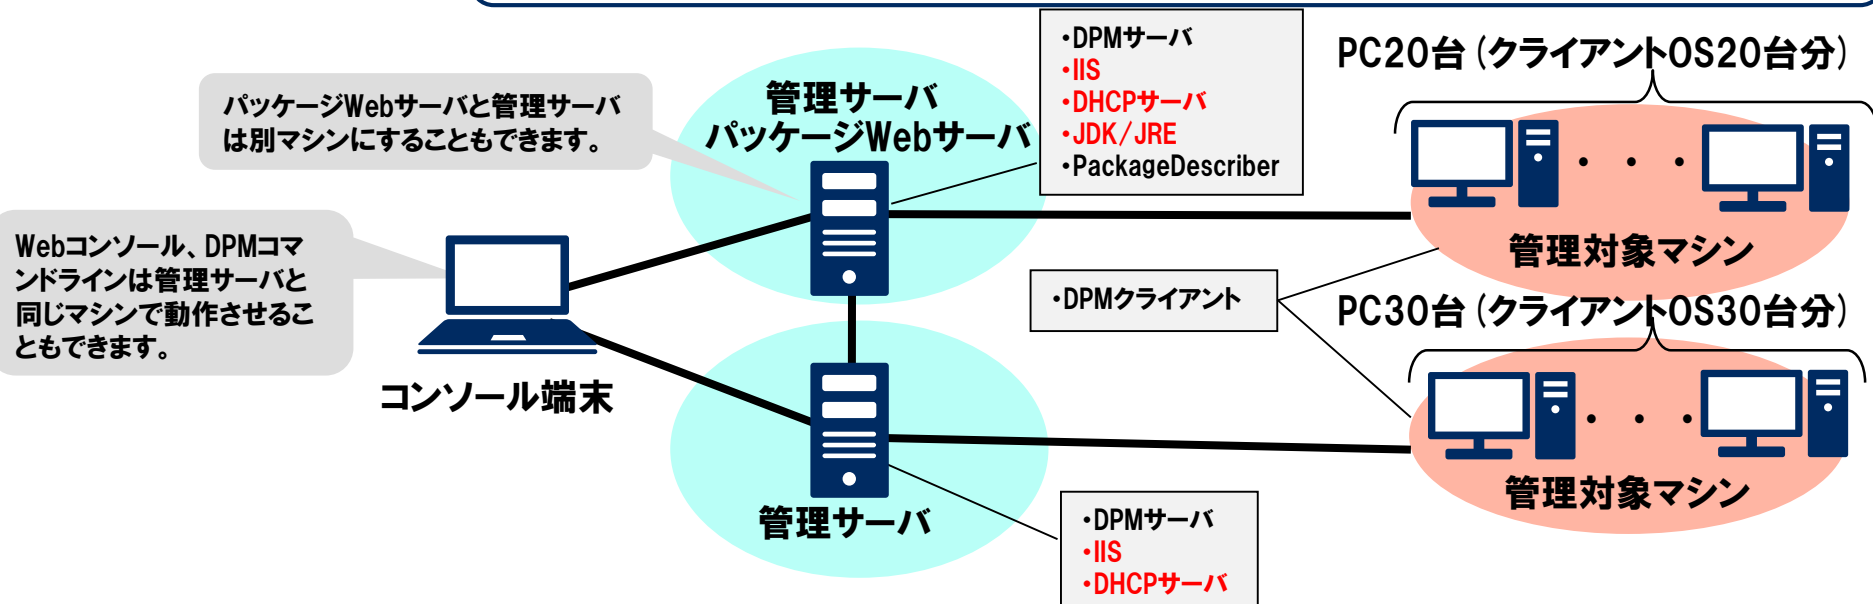 ・DPMサーバ
・IIS
・DHCPサーバ
・JDK/JRE
・PackageDescriber
PC20台(クライアントOS20台分)
管理サーバ
パッケージWebサーバ
パッケージWebサーバと管理サーバ
は別マシンにすることもできます。
Webコンソール、DPMコマ
ンドラインは管理サーバと
同じマシンで動作させるこ
ともできます。
管理対象マシン
・DPMクライアント
PC30台(クライアントOS30台分)
コンソール端末
管理対象マシン
管理サーバ
・DPMサーバ
・IIS
・DHCPサーバ